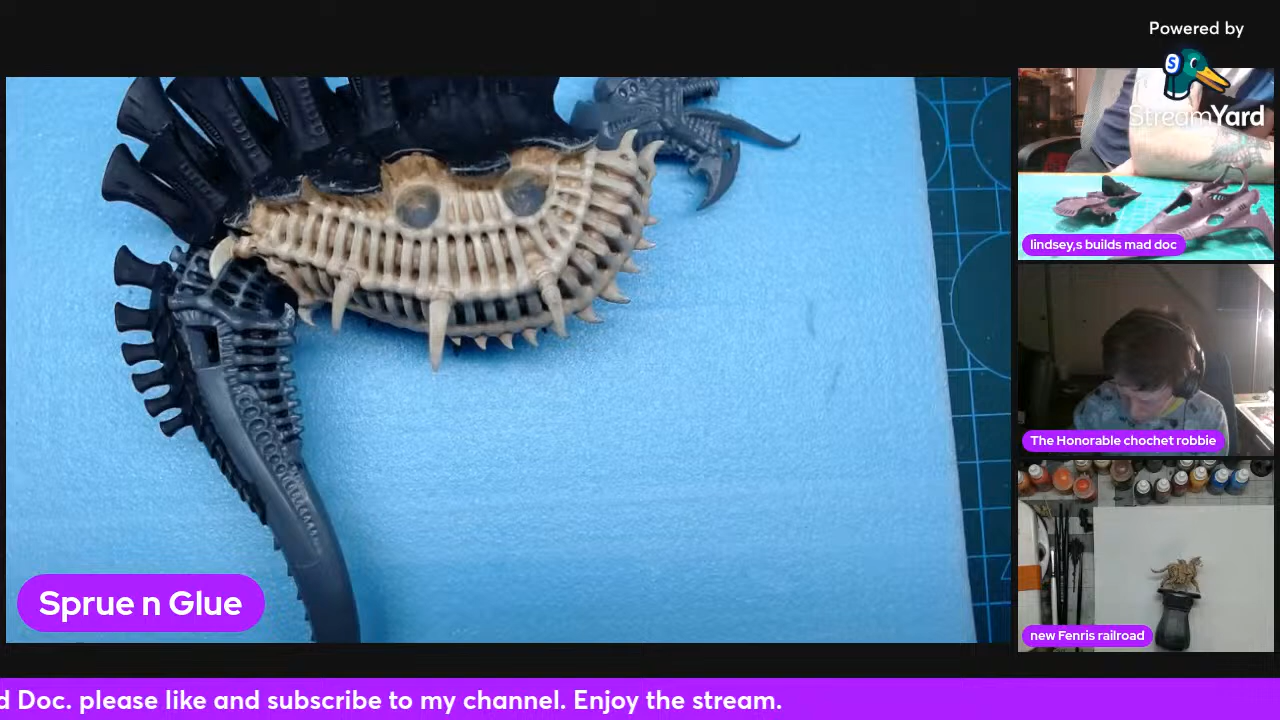 Powered by
StreamYard
lindsey,s builds mad doc
The Honorable chochet robbie
new Fenris railroad
Sprue n Glue
d Doc. please like and subscribe to my channel. Enjoy the stream.